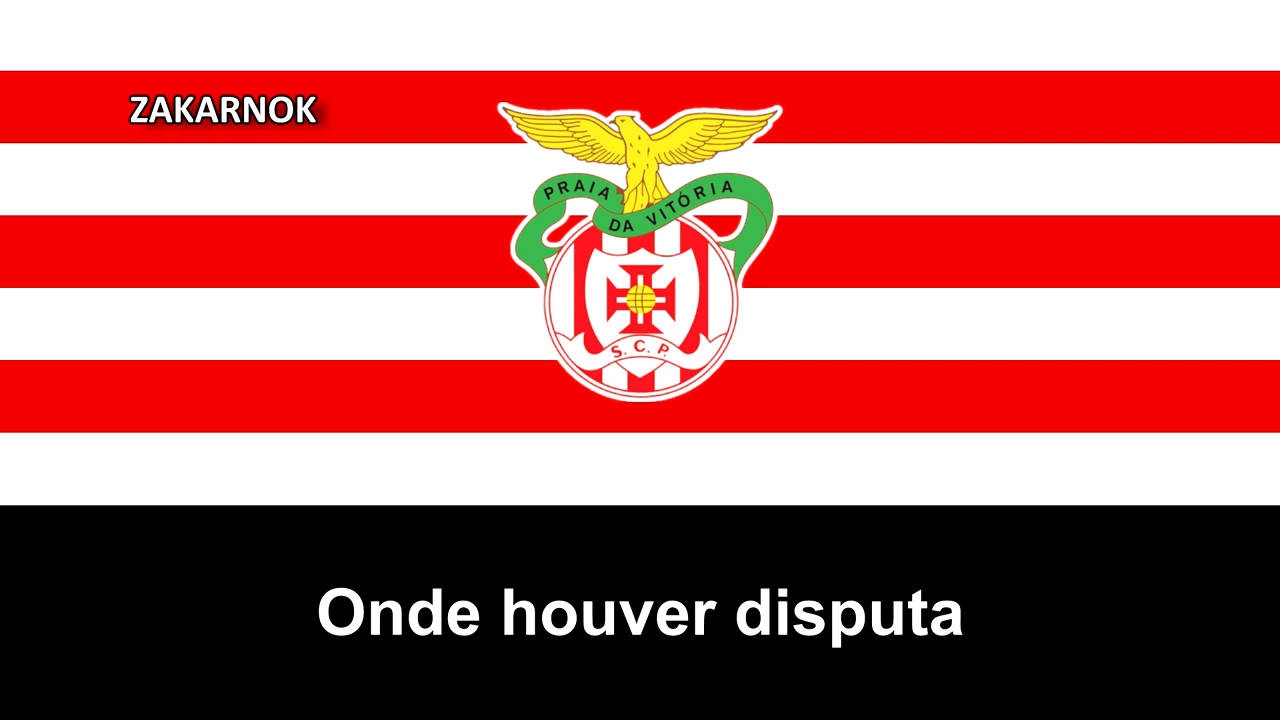 ZAKARNOK
PRAIA DA VITÓRIA
S. C. P.
Onde houver disputa